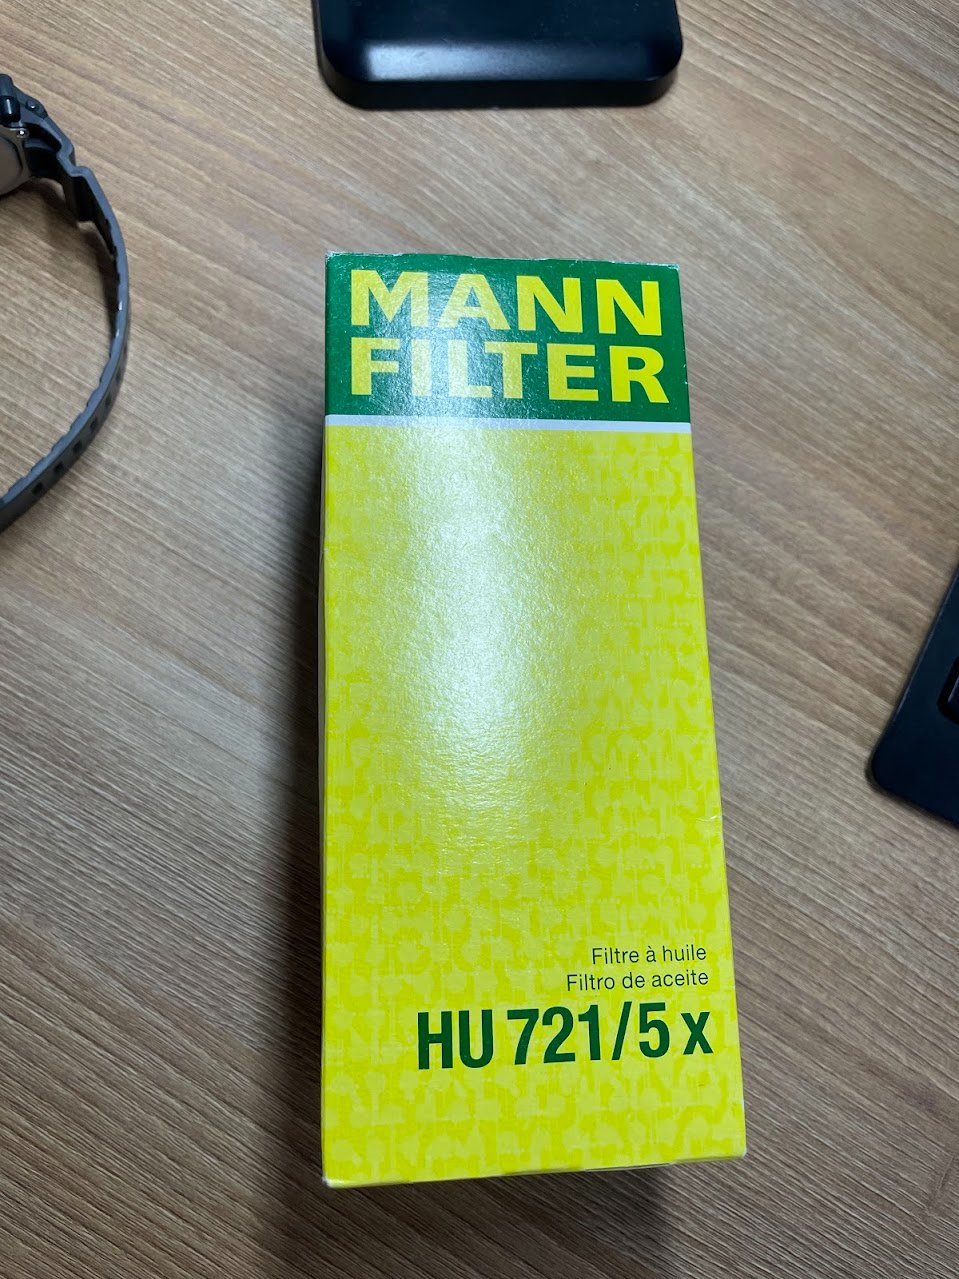 MANN
FILTER
Filtre à huile
Filtro de aceite
HU 721/5 x